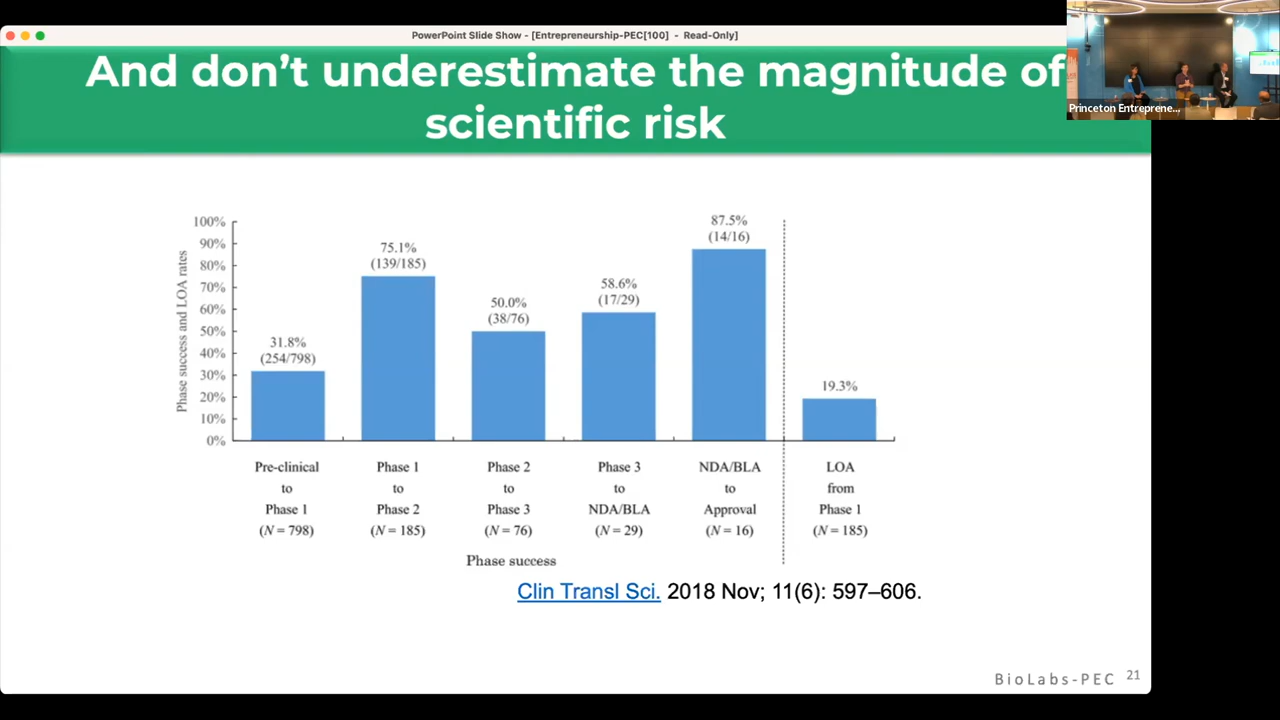 PowerPoint Slide Show - [Entrepreneurship-PEC[100] - Read-Only]
And don't underestimate the magnitude of
scientific risk
Princeton Entreprene...
Phase success and LOA rates
100%
90%
80%
70%
60%
50%
40%
30%
20%
10%
0%
31.8%
(254/798)
75.1%
(139/185)
50.0%
(38/76)
58.6%
(17/29)
87.5%
(14/16)
19.3%
Pre-clinical
to
Phase 1
(N = 798)
Phase 1
to
Phase 2
(N = 185)
Phase 2
to
Phase 3
(N = 76)
Phase 3
to
NDA/BLA
(N = 29)
NDA/BLA
to
Approval
(N = 16)
LOA
from
Phase 1
(N = 185)
Phase success
Clin Transl Sci. 2018 Nov; 11(6): 597–606.
BioLabs-PEC 21